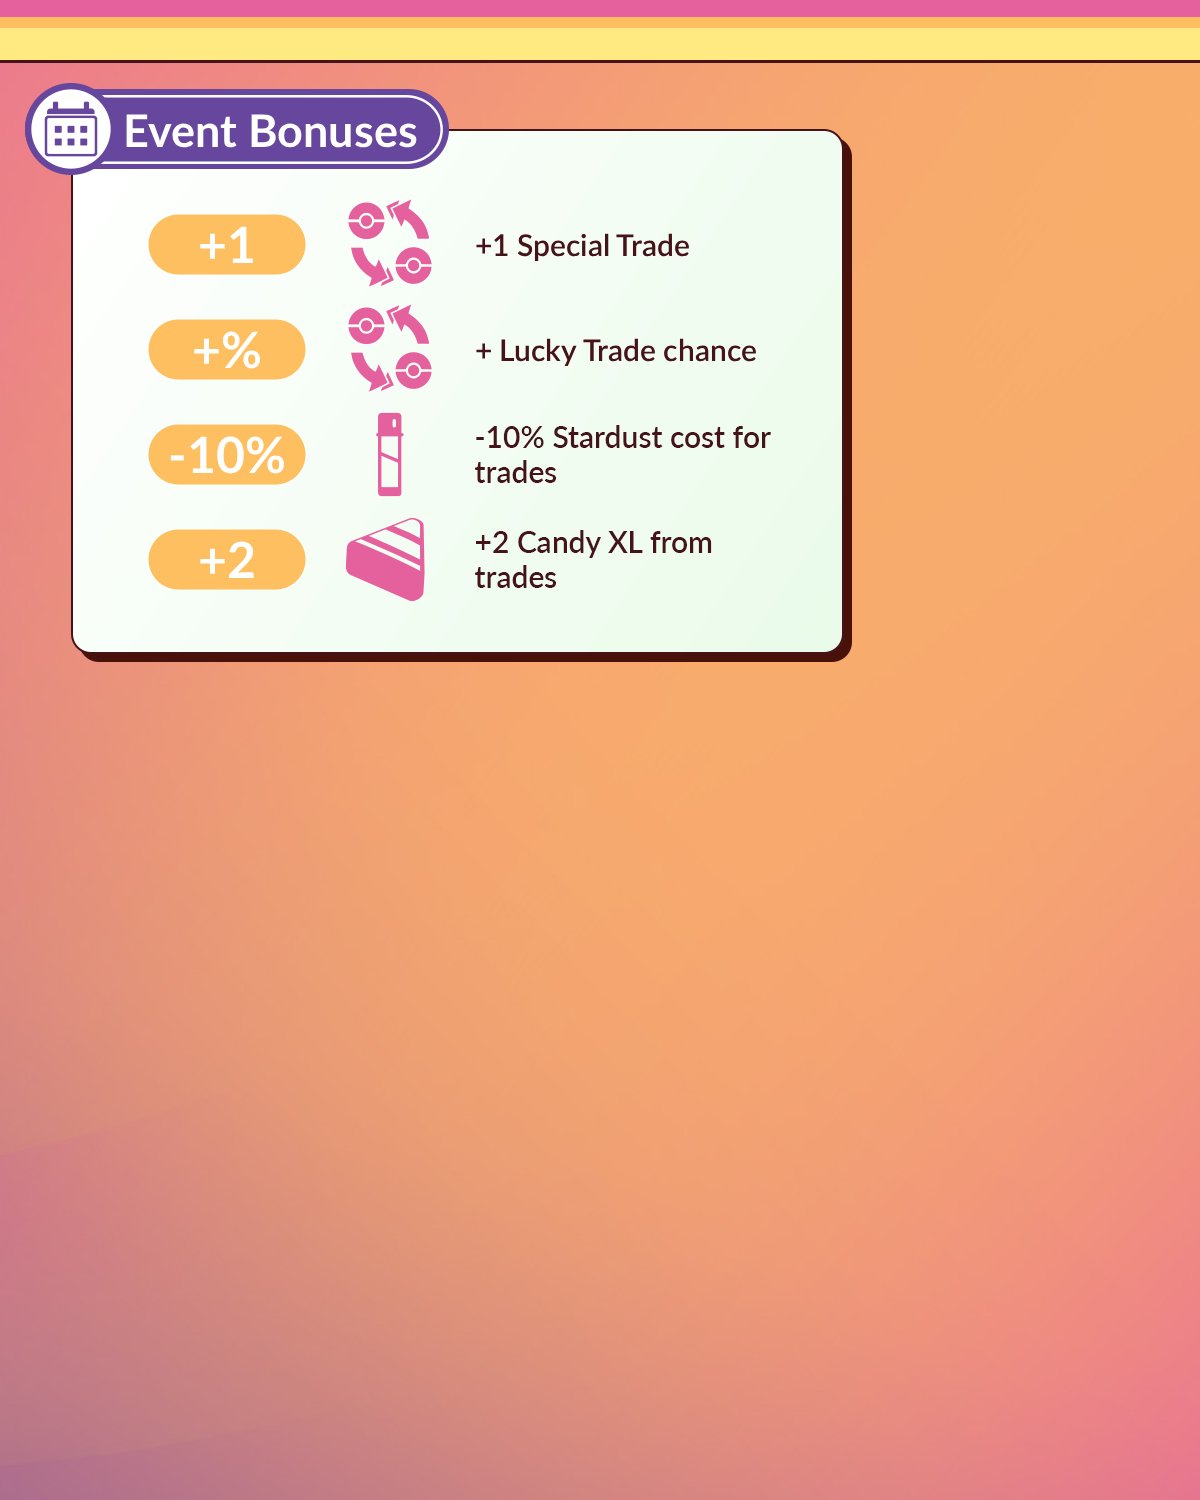 Event Bonuses
+1
+1 Special Trade
+%
+ Lucky Trade chance
-10%
-10% Stardust cost for
trades
+2
+2 Candy XL from
trades